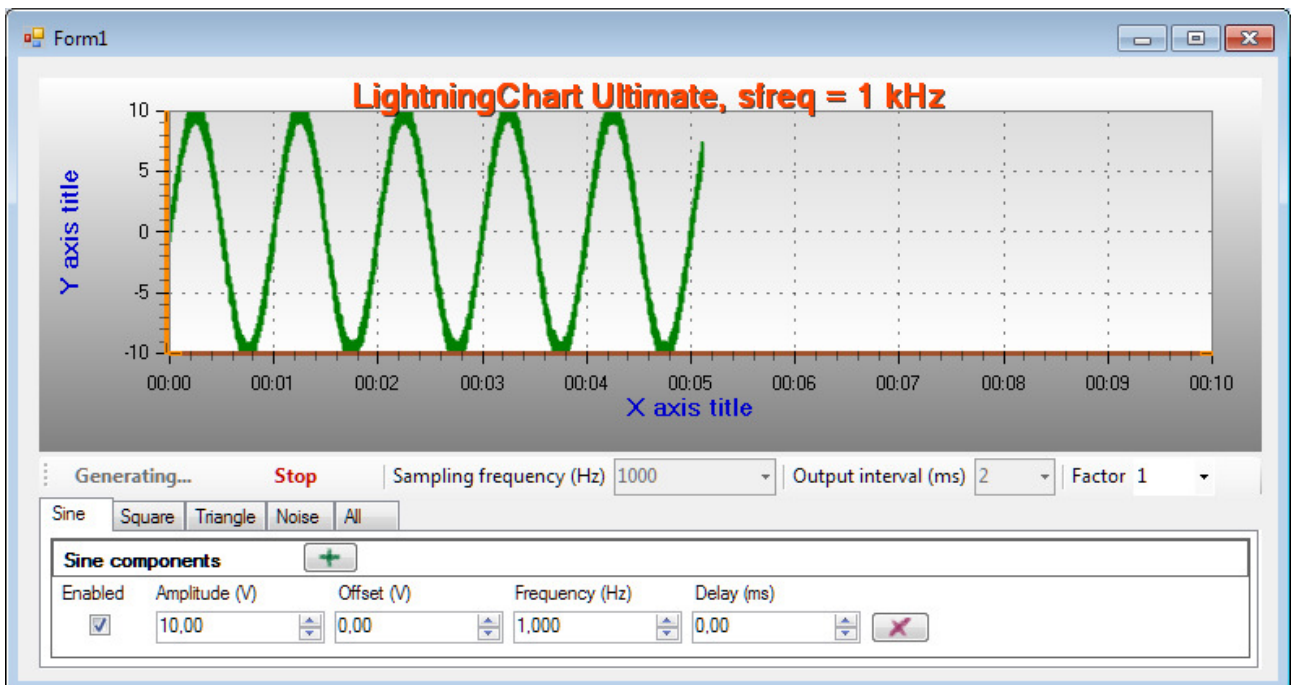 Form1
LightningChart Ultimate, sfreq = 1 kHz
Y axis title
10
5
0
-5
-10
00:00 00:01 00:02 00:03 00:04 00:05 00:06 00:07 00:08 00:09 00:10
X axis title
Generating... Stop Sampling frequency (Hz) 1000 Output interval (ms) 2 Factor 1
Sine Square Triangle Noise All
Sine components
Enabled Amplitude (V) Offset (V) Frequency (Hz) Delay (ms)
10,00 0,00 1,000 0,00